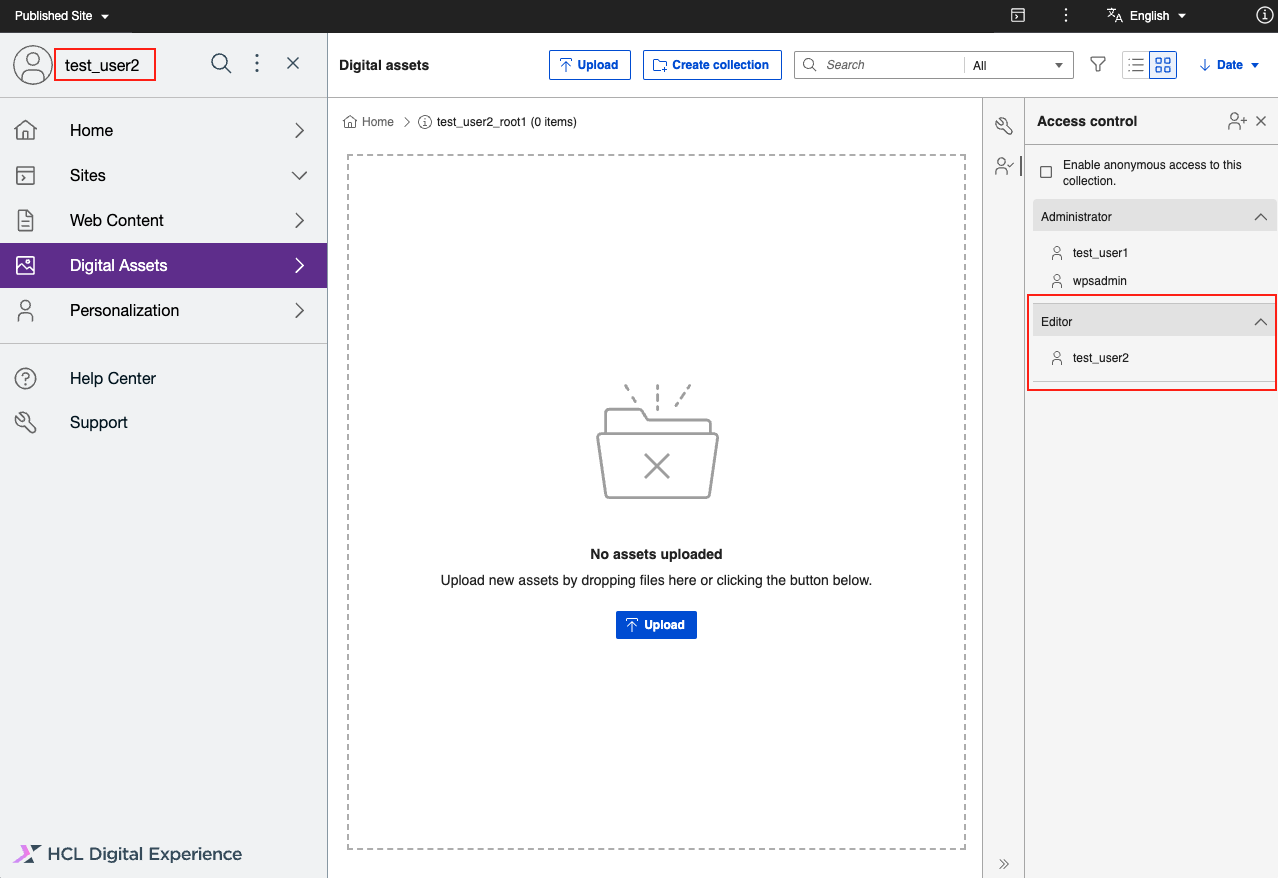 Published Site
English
test_user2
Home
Sites
Web Content
Digital Assets
Personalization
Help Center
Support
HCL Digital Experience
Digital assets
Upload
Create collection
Search
All
Date
Home
test_user2_root1 (0 items)
No assets uploaded
Upload new assets by dropping files here or clicking the button below.
Upload
Access control
Enable anonymous access to this
collection.
Administrator
test_user1
wpsadmin
Editor
test_user2